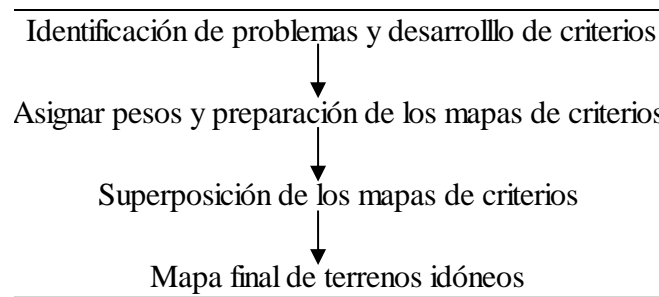 Identificación de problemas y desarrolllo de criterios
Asignar pesos y preparación de los mapas de criterios
Superposición de los mapas de criterios
Mapa final de terrenos idóneos